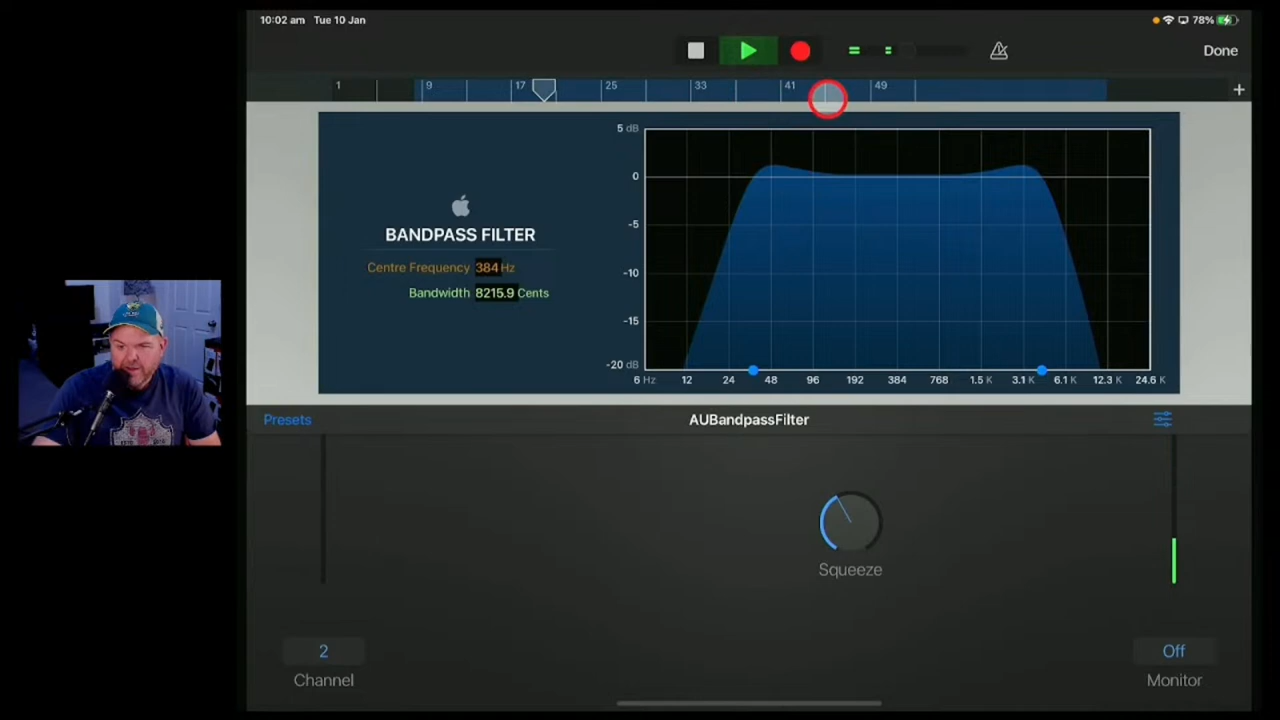 10:02 am Tue 10 Jan
78%
Done
1 9 17 25 33 41 49
+
5 dB
0
-5
-10
-15
-20 dB
BANDPASS FILTER
Centre Frequency 384 Hz
Bandwidth 8215.9 Cents
6 Hz 12 24 48 96 192 384 768 1.5 K 3.1 K 6.1 K 12.3 K 24.6 K
Presets
AUBandpassFilter
Squeeze
2
Off
Channel
Monitor